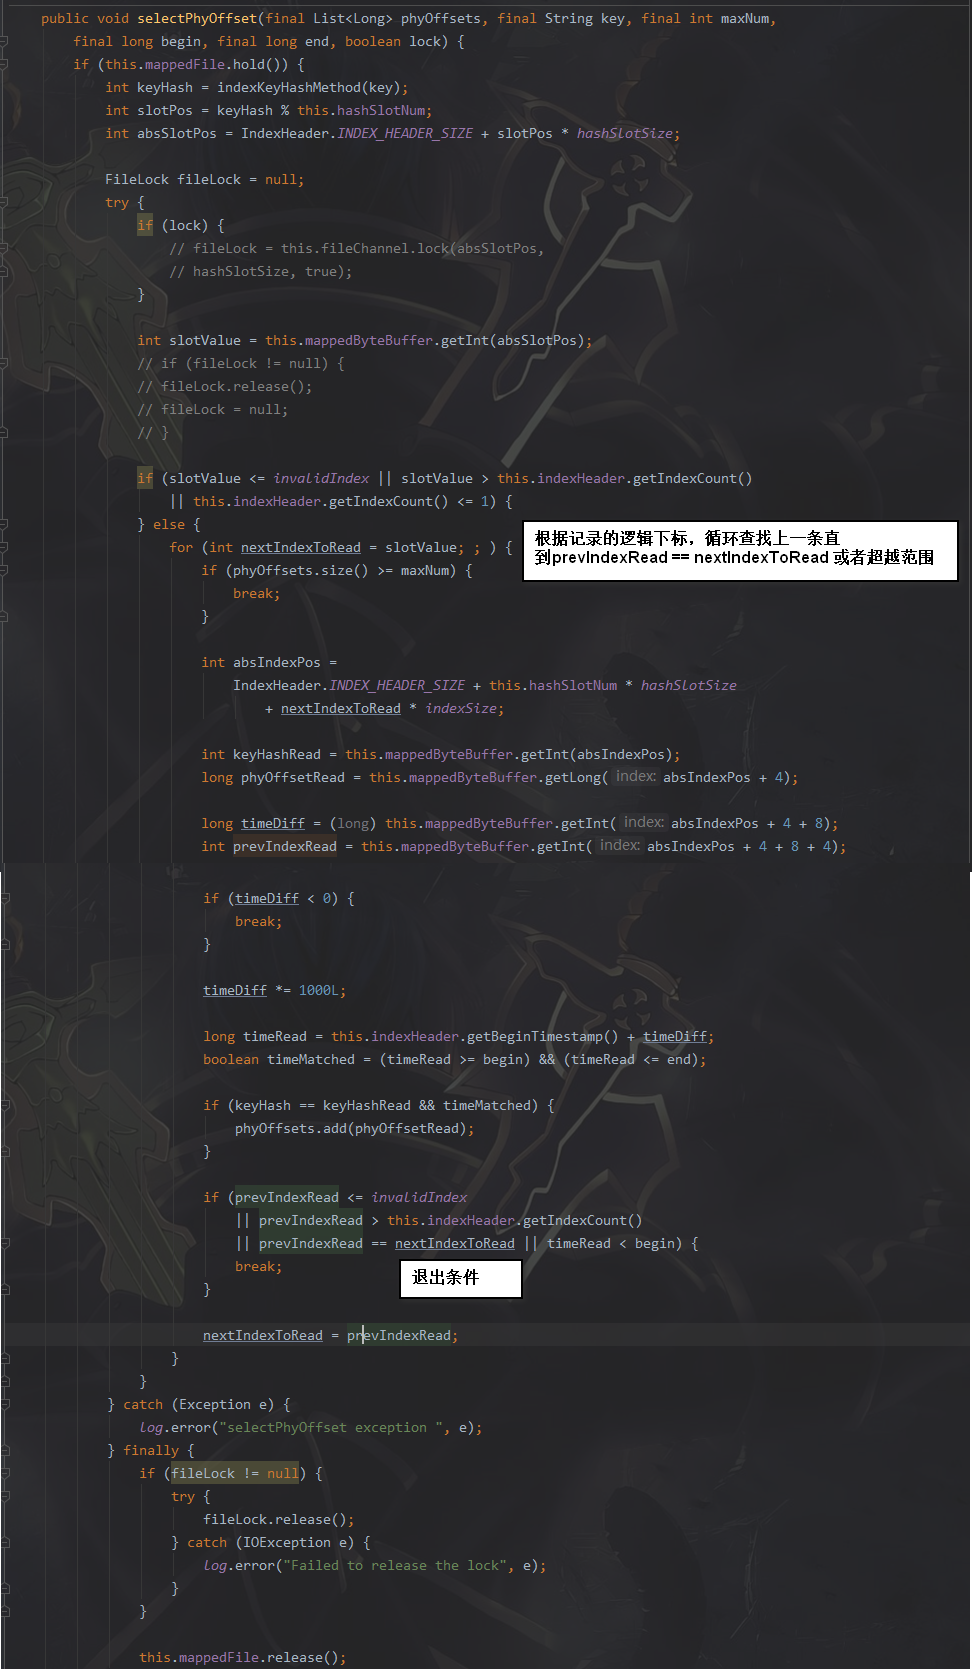 public void selectPhyOffset(final List<Long> phyOffsets, final String key, final int maxNum,
    final long begin, final long end, boolean lock) {
    if (this.mappedFile.hold()) {
        int keyHash = indexKeyHashMethod(key);
        int slotPos = keyHash % this.hashSlotNum;
        int absSlotPos = IndexHeader.INDEX_HEADER_SIZE + slotPos * hashSlotSize;

        FileLock fileLock = null;
        try {
            if (lock) {
                // fileLock = this.fileChannel.lock(absSlotPos,
                // hashSlotSize, true);
            }

            int slotValue = this.mappedByteBuffer.getInt(absSlotPos);
            // if (fileLock != null) {
            // fileLock.release();
            // fileLock = null;
            // }

            if (slotValue <= invalidIndex || slotValue > this.indexHeader.getIndexCount()
                || this.indexHeader.getIndexCount() <= 1) {
            } else {
根据记录的逻辑下标，循环查找上一条直
                for (int nextIndexToRead = slotValue; ; ) {
到prevIndexRead == nextIndexToRead 或者超越范围
                    if (phyOffsets.size() >= maxNum) {
                        break;
                    }

                    int absIndexPos =
                        IndexHeader.INDEX_HEADER_SIZE + this.hashSlotNum * hashSlotSize
                            + nextIndexToRead * indexSize;

                    int keyHashRead = this.mappedByteBuffer.getInt(absIndexPos);
                    long phyOffsetRead = this.mappedByteBuffer.getLong( index: absIndexPos + 4);

                    long timeDiff = (long) this.mappedByteBuffer.getInt( index: absIndexPos + 4 + 8);
                    int prevIndexRead = this.mappedByteBuffer.getInt( index: absIndexPos + 4 + 8 + 4);

                    if (timeDiff < 0) {
                        break;
                    }

                    timeDiff *= 1000L;

                    long timeRead = this.indexHeader.getBeginTimestamp() + timeDiff;
                    boolean timeMatched = (timeRead >= begin) && (timeRead <= end);

                    if (keyHash == keyHashRead && timeMatched) {
                        phyOffsets.add(phyOffsetRead);
                    }

                    if (prevIndexRead <= invalidIndex
                        || prevIndexRead > this.indexHeader.getIndexCount()
                        || prevIndexRead == nextIndexToRead || timeRead < begin) {
                        break;
退出条件
                    }

                    nextIndexToRead = prevIndexRead;
                }
            }
        } catch (Exception e) {
            log.error("selectPhyOffset exception ", e);
        } finally {
            if (fileLock != null) {
                try {
                    fileLock.release();
                } catch (IOException e) {
                    log.error("Failed to release the lock", e);
                }
            }

            this.mappedFile.release();